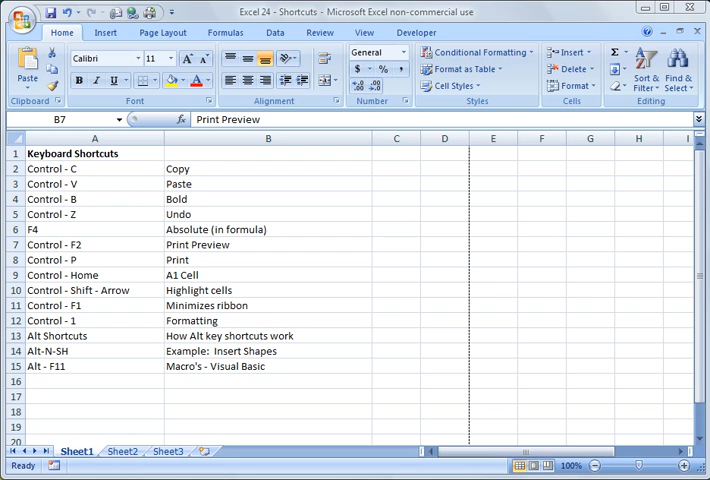 Excel 24 - Shortcuts - Microsoft Excel non-commercial use
Home Insert Page Layout Formulas Data Review View Developer
Paste
Clipboard
Calibri 11
B I U A
Font
Alignment
General
$ % ,
Number
Conditional Formatting
Format as Table
Cell Styles
Styles
Insert
Delete
Format
Cells
Σ
Sort & Filter
Find & Select
Editing
B7 fx Print Preview
A B C D E F G H I
1 Keyboard Shortcuts
2 Control - C Copy
3 Control - V Paste
4 Control - B Bold
5 Control - Z Undo
6 F4 Absolute (in formula)
7 Control - F2 Print Preview
8 Control - P Print
9 Control - Home A1 Cell
10 Control - Shift - Arrow Highlight cells
11 Control - F1 Minimizes ribbon
12 Control - 1 Formatting
13 Alt Shortcuts How Alt key shortcuts work
14 Alt-N-SH Example: Insert Shapes
15 Alt - F11 Macro's - Visual Basic
16
17
18
19
20
Sheet1 Sheet2 Sheet3
Ready 100%